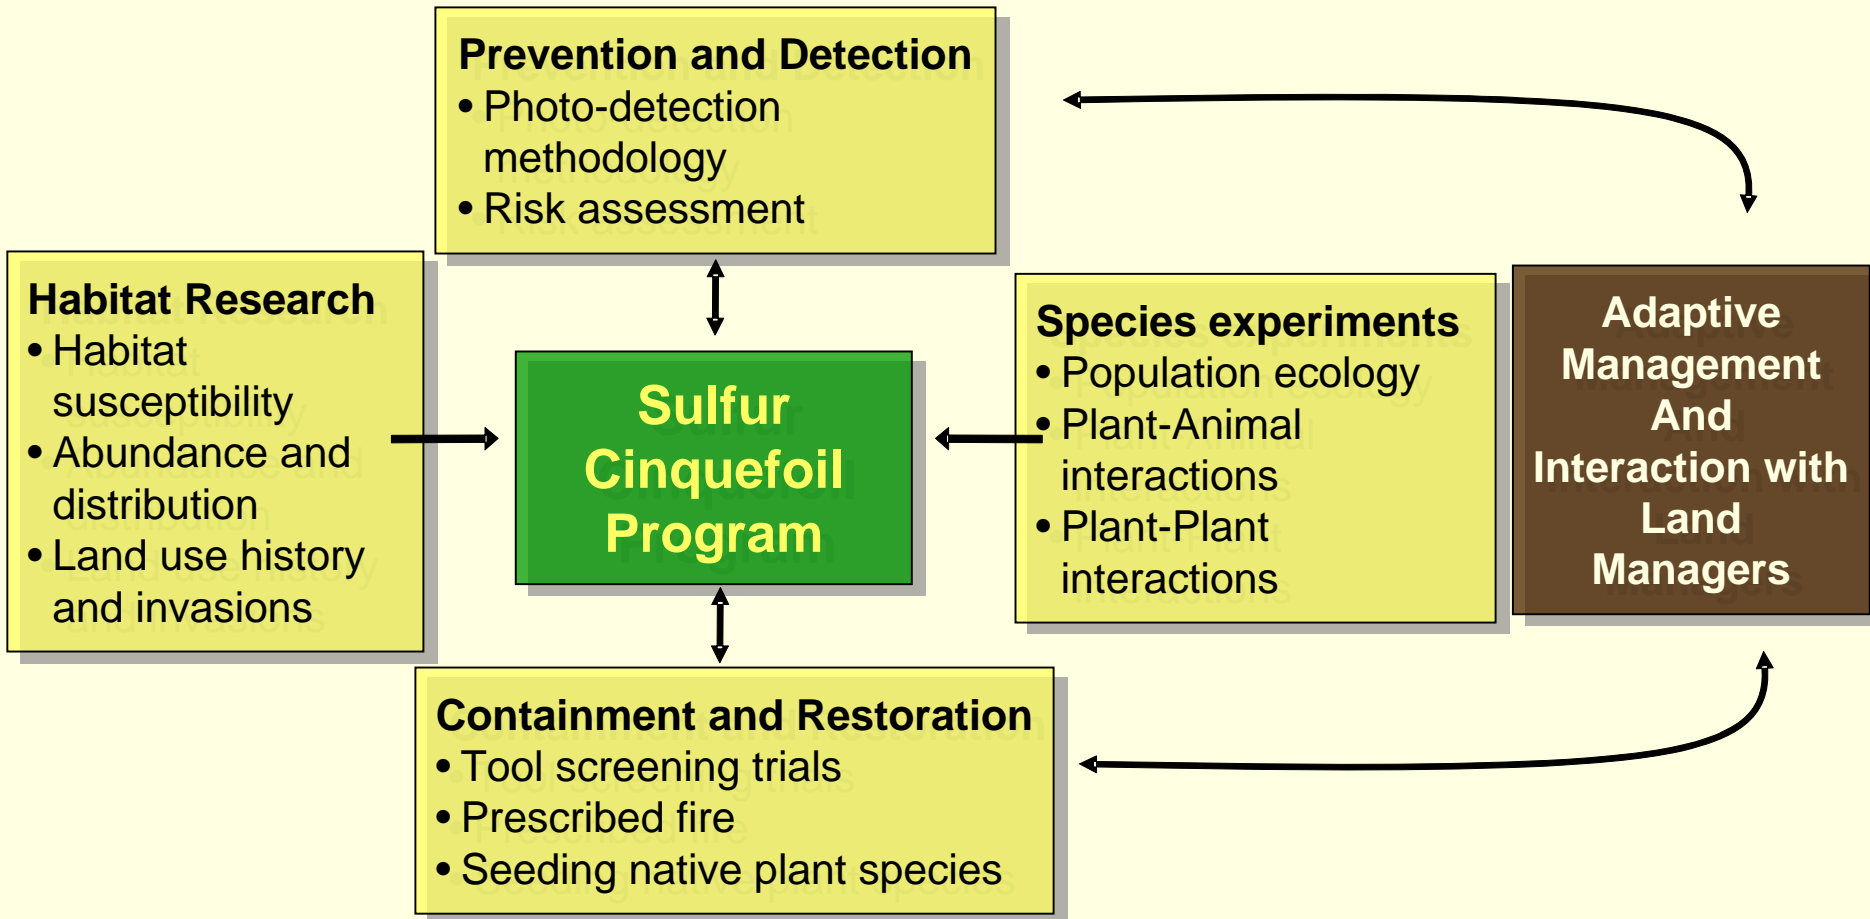 Prevention and Detection
• Photo-detection
methodology
• Risk assessment
Habitat Research
• Habitat
susceptibility
• Abundance and
distribution
• Land use history
and invasions
Sulfur
Cinquefoil
Program
Species experiments
• Population ecology
• Plant-Animal
interactions
• Plant-Plant
interactions
Adaptive
Management
And
Interaction with
Land
Managers
Containment and Restoration
• Tool screening trials
• Prescribed fire
• Seeding native plant species